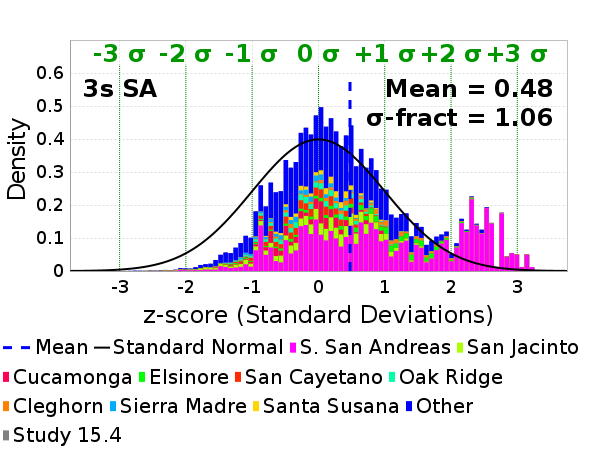 -3 σ -2 σ -1 σ 0 σ +1 σ +2 σ +3 σ
0.6
3s SA
Mean = 0.48
0.5
σ-fract = 1.06
0.4
Density
0.3
0.2
0.1
0
-3 -2 -1 0 1 2 3
z-score (Standard Deviations)
Mean Standard Normal S. San Andreas San Jacinto
Cucamonga Elsinore San Cayetano Oak Ridge
Cleghorn Sierra Madre Santa Susana Other
Study 15.4